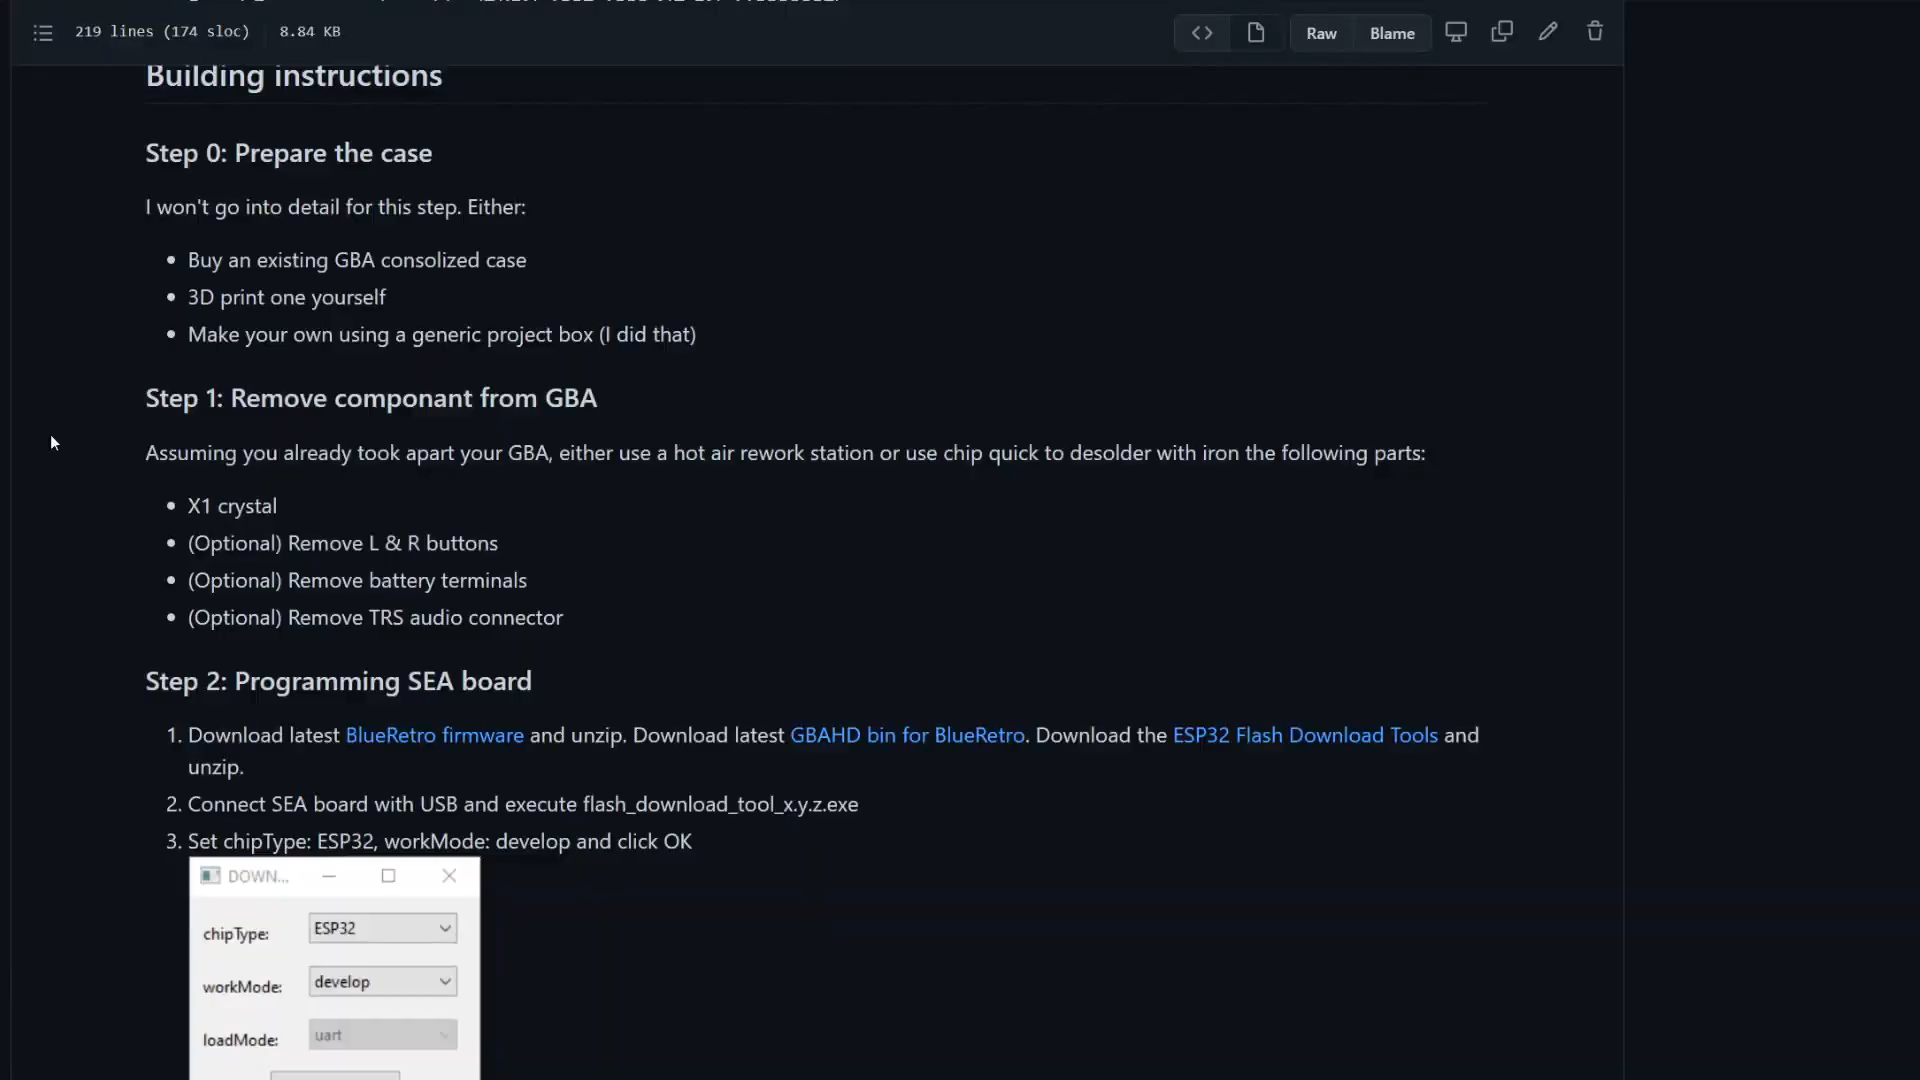 219 lines (174 sloc) 8.84 KB
Raw Blame
Building instructions
Step 0: Prepare the case
I won't go into detail for this step. Either:
Buy an existing GBA consolized case
3D print one yourself
Make your own using a generic project box (I did that)
Step 1: Remove componant from GBA
Assuming you already took apart your GBA, either use a hot air rework station or use chip quick to desolder with iron the following parts:
X1 crystal
(Optional) Remove L & R buttons
(Optional) Remove battery terminals
(Optional) Remove TRS audio connector
Step 2: Programming SEA board
1. Download latest BlueRetro firmware and unzip. Download latest GBAHD bin for BlueRetro. Download the ESP32 Flash Download Tools and
unzip.
2. Connect SEA board with USB and execute flash_download_tool_x.y.z.exe
3. Set chipType: ESP32, workMode: develop and click OK
DOWN...
chipType: ESP32
workMode: develop
loadMode: uart